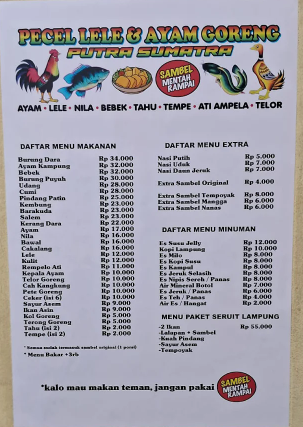 PECEL LELE & AYAM GORENG
PUTRA SUMATRA
SAMBEL
MENTAH
RAMPAI
AYAM • LELE • NILA • BEBEK • TAHU • TEMPE • ATI AMPELA • TELOR
DAFTAR MENU MAKANAN
Burung Dara Rp 34.000
Ayam Kampung Rp 32.000
Bebek Rp 32.000
Burung Puyuh Rp 30.000
Udang Rp 28.000
Cumi Rp 28.000
Pindang Patin Rp 25.000
Kembung Rp 23.000
Barakuda Rp 23.000
Salem Rp 23.000
Kerang Dara Rp 22.000
Ayam Rp 17.000
Nila Rp 16.000
Bawal Rp 16.000
Cakalang Rp 16.000
Lele Rp 12.000
Kulit Rp 12.000
Rempelo Ati Rp 11.000
Kepala Ayam Rp 10.000
Telor Goreng Rp 10.000
Cah Kangkung Rp 10.000
Pete Goreng Rp 10.000
Ceker (isi 6) Rp 10.000
Sayur Asem Rp 9.000
Ikan Asin Rp 9.000
Kol Goreng Rp 5.000
Terong Goreng Rp 5.000
Tahu (isi 2) Rp 2.000
Tempe (isi 2) Rp 2.000
* Semua sudah termasuk sambel original (1 porsi)
* Menu Bakar +3rb
DAFTAR MENU EXTRA
Nasi Putih Rp 5.000
Nasi Uduk Rp 7.000
Nasi Daun Jeruk Rp 7.000
Extra Sambel Original Rp 4.000
Extra Sambel Tempoyak Rp 8.000
Extra Sambel Mangga Rp 6.000
Extra Sambel Nanas Rp 6.000
DAFTAR MENU MINUMAN
Es Susu Jelly Rp 12.000
Kopi Lampung Rp 10.000
Es Milo Rp 8.000
Es Kopi Susu Rp 8.000
Es Kampul Rp 8.000
Es Jeruk Selasih Rp 8.000
Es Nipis Serch / Panas Rp 8.000
Air Mineral Botol Rp 7.000
Es Jeruk / Panas Rp 6.000
Es Teh / Panas Rp 4.000
Air Es / Hangat Rp 2.000
MENU PAKET SERUIT LAMPUNG
-2 Ikan Rp 55.000
-Lalapan + Sambel
-Kuah Pindang
-Sayur Asem
-Tempoyak
*kalo mau makan teman, jangan pakai
SAMBEL
MENTAH
RAMPAI